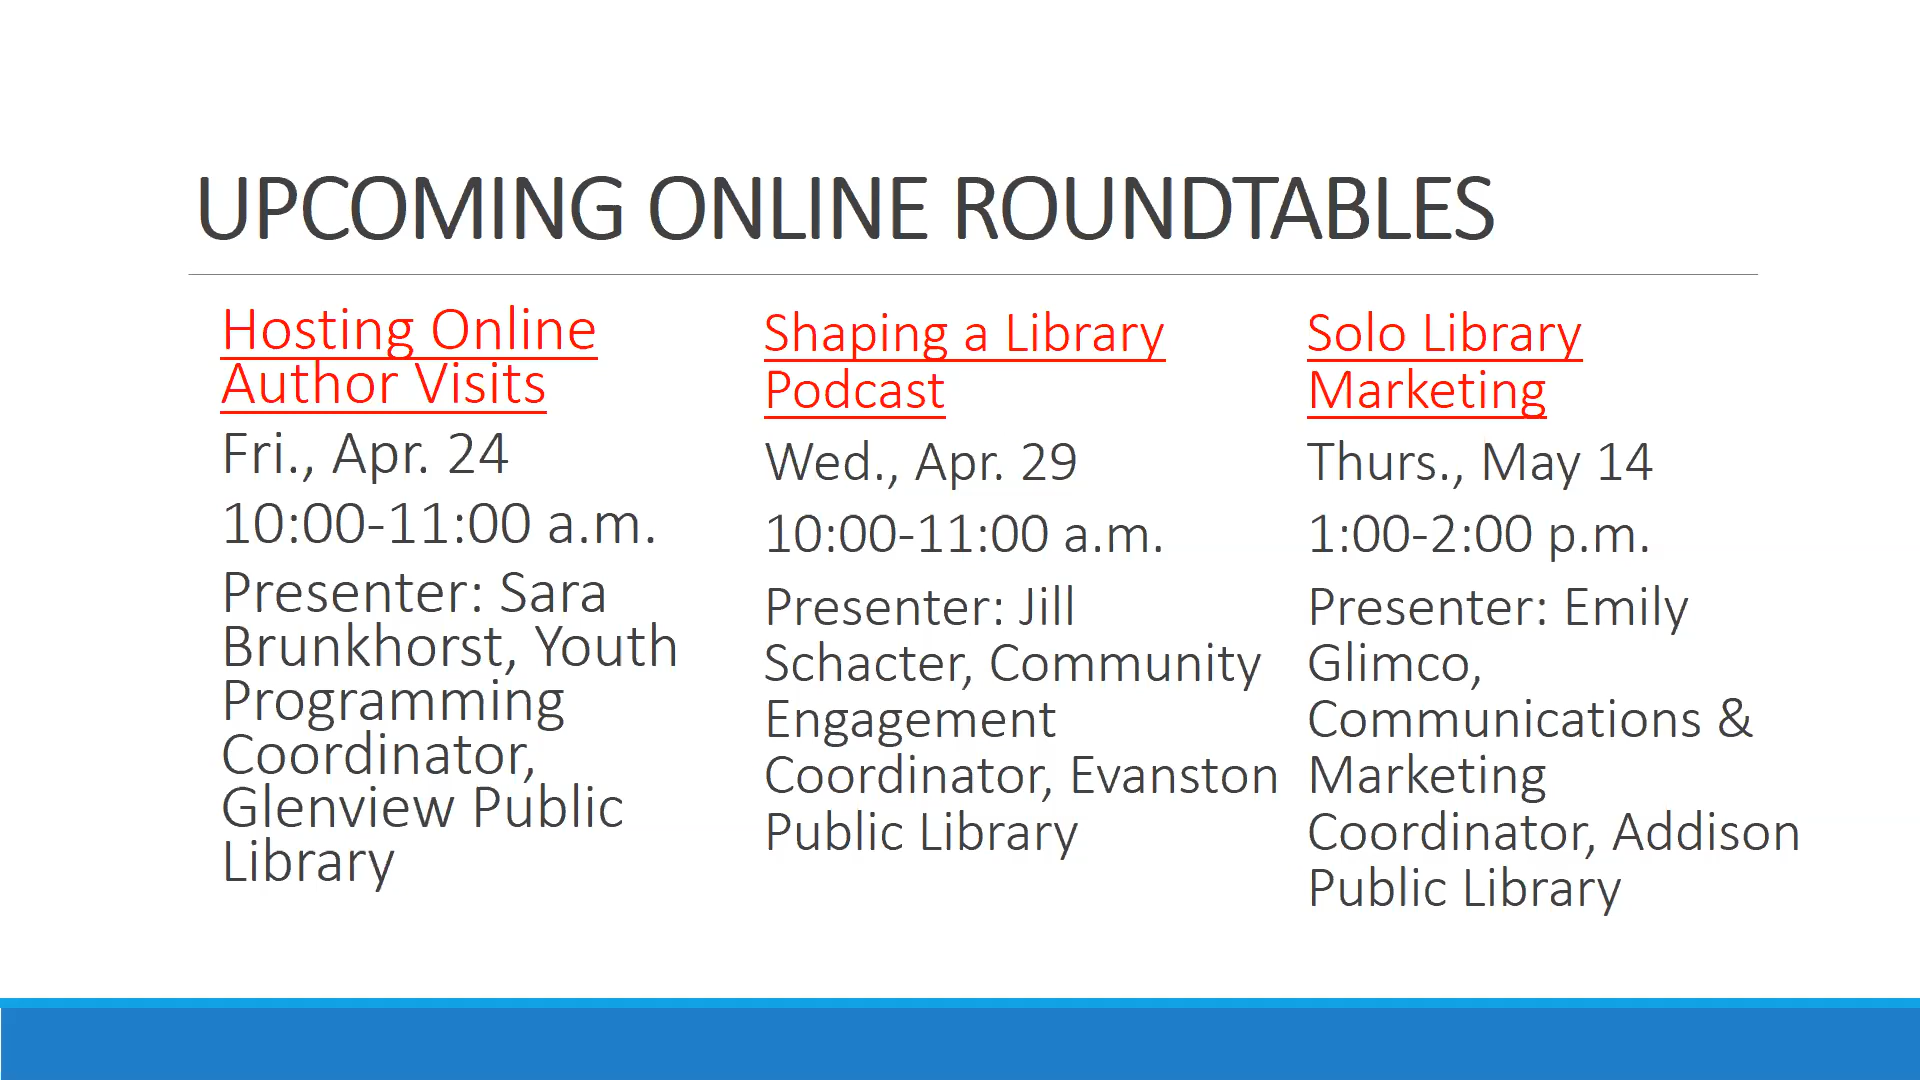 UPCOMING ONLINE ROUNDTABLES
Hosting Online
Author Visits
Fri., Apr. 24
10:00-11:00 a.m.
Presenter: Sara
Brunkhorst, Youth
Programming
Coordinator,
Glenview Public
Library
Shaping a Library
Podcast
Wed., Apr. 29
10:00-11:00 a.m.
Presenter: Jill
Schacter, Community
Engagement
Coordinator, Evanston
Public Library
Solo Library
Marketing
Thurs., May 14
1:00-2:00 p.m.
Presenter: Emily
Glimco,
Communications &
Marketing
Coordinator, Addison
Public Library